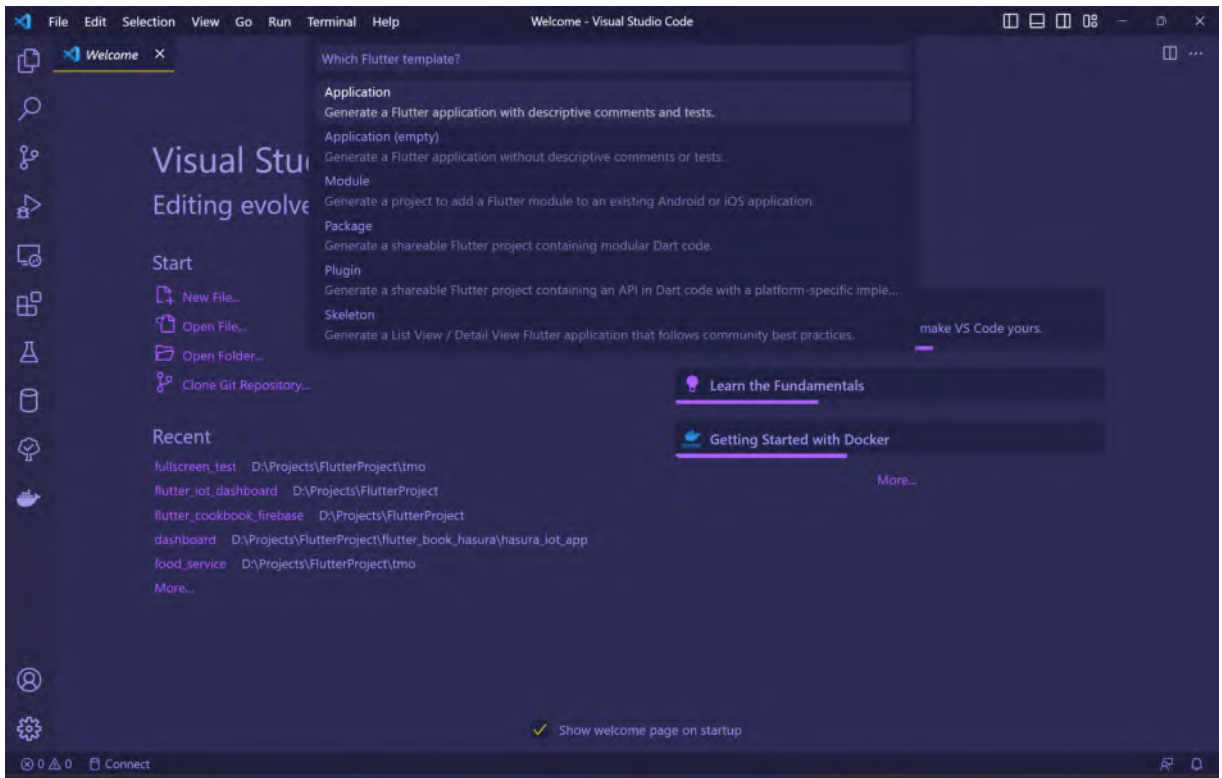 File Edit Selection View Go Run Terminal Help Welcome - Visual Studio Code
Welcome
Which Flutter template?
Application
Generate a Flutter application with descriptive comments and tests.
Application (empty)
Generate a Flutter application without descriptive comments or tests.
Module
Generate a project to add a Flutter module to an existing Android or iOS application.
Package
Generate a shareable Flutter project containing modular Dart code.
Plugin
Generate a shareable Flutter project containing an API in Dart code with a platform-specific imple...
Skeleton
Generate a List View / Detail View Flutter application that follows community best practices.
Visual Stu
Editing evolve
Start
New File...
Open File...
Open Folder...
Clone Git Repository...
Recent
fullscreen_test D:\Projects\FlutterProject\tmo
flutter_iot_dashboard D:\Projects\FlutterProject
flutter_cookbook_firebase D:\Projects\FlutterProject
dashboard D:\Projects\FlutterProject\flutter_book_hasura\hasura_iot_app
food_service D:\Projects\FlutterProject\tmo
More...
make VS Code yours.
Learn the Fundamentals
Getting Started with Docker
More...
Show welcome page on startup
0 0 Connect